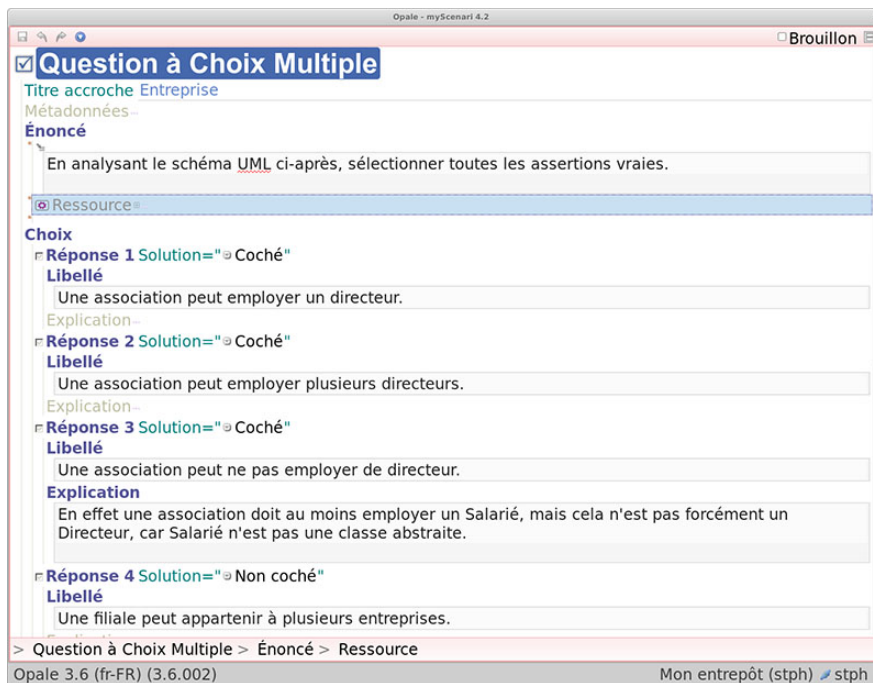 Opale - myScenari 4.2
Brouillon
Question à Choix Multiple
Titre accroche Entreprise
Métadonnées
Énoncé
En analysant le schéma UML ci-après, sélectionner toutes les assertions vraies.
Ressource
Choix
Réponse 1 Solution=" Coché"
Libellé
Une association peut employer un directeur.
Explication
Réponse 2 Solution=" Coché"
Libellé
Une association peut employer plusieurs directeurs.
Explication
Réponse 3 Solution=" Coché"
Libellé
Une association peut ne pas employer de directeur.
Explication
En effet une association doit au moins employer un Salarié, mais cela n'est pas forcément un
Directeur, car Salarié n'est pas une classe abstraite.
Réponse 4 Solution=" Non coché"
Libellé
Une filiale peut appartenir à plusieurs entreprises.
> Question à Choix Multiple > Énoncé > Ressource
Opale 3.6 (fr-FR) (3.6.002)
Mon entrepôt (stph) stph